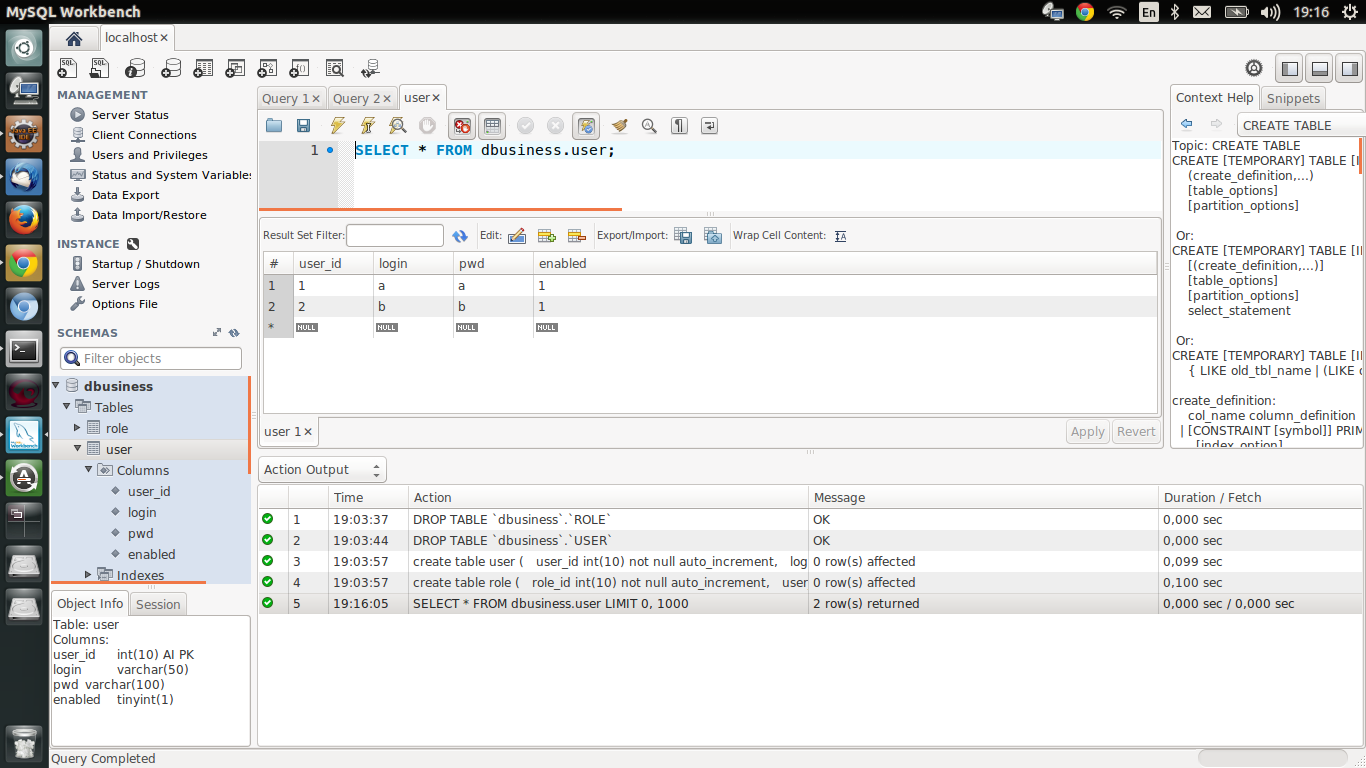 MySQL Workbench
En
19:16
localhost
MANAGEMENT
Server Status
Client Connections
Users and Privileges
Status and System Variables
Data Export
Data Import/Restore
INSTANCE
Startup / Shutdown
Server Logs
Options File
SCHEMAS
Filter objects
dbusiness
Tables
role
user
Columns
user_id
login
pwd
enabled
Indexes
Object Info Session
Table: user
Columns:
user_id int(10) AI PK
login varchar(50)
pwd varchar(100)
enabled tinyint(1)
Query 1 Query 2 user
1 SELECT * FROM dbusiness.user;
Result Set Filter: Edit: Export/Import: Wrap Cell Content:
# user_id login pwd enabled
1 1 a a 1
2 2 b b 1
* NULL NULL NULL NULL
user 1 Apply Revert
Action Output
Time Action Message Duration / Fetch
1 19:03:37 DROP TABLE `dbusiness`.`ROLE` OK 0,000 sec
2 19:03:44 DROP TABLE `dbusiness`.`USER` OK 0,000 sec
3 19:03:57 create table user ( user_id int(10) not null auto_increment, log 0 row(s) affected 0,099 sec
4 19:03:57 create table role ( role_id int(10) not null auto_increment, user 0 row(s) affected 0,100 sec
5 19:16:05 SELECT * FROM dbusiness.user LIMIT 0, 1000 2 row(s) returned 0,000 sec / 0,000 sec
Context Help Snippets
CREATE TABLE
Topic: CREATE TABLE
CREATE [TEMPORARY] TABLE [I
(create_definition,...)
[table_options]
[partition_options]
Or:
CREATE [TEMPORARY] TABLE [I
[(create_definition,...)]
[table_options]
[partition_options]
select_statement
Or:
CREATE [TEMPORARY] TABLE [I
{ LIKE old_tbl_name | (LIKE
create_definition:
col_name column_definition
| [CONSTRAINT [symbol]] PRIM
[index_option]
Query Completed